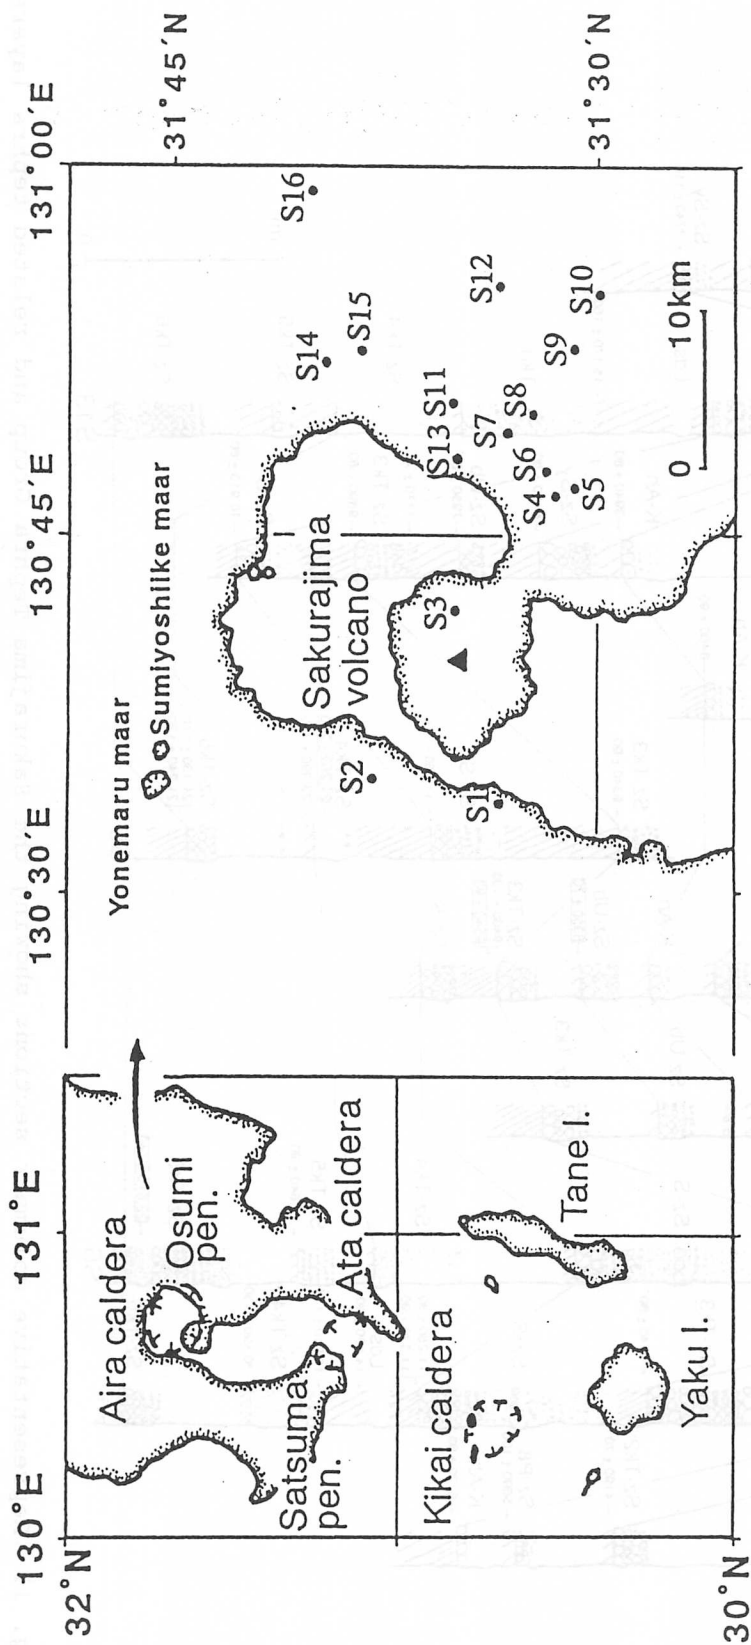 130°E
131°E
32°N
30°N
Aira caldera
Osumi
pen.
Satsuma
pen.
Ata caldera
Kikai caldera
Tane I.
Yaku I.
130°30′E
130°45′E
131°00′E
31°45′N
31°30′N
Yonemaru maar
Sumiyoshiike maar
Sakurajima
volcano
S1
S2
S3
S4
S5
S6
S7
S8
S9
S10
S11
S12
S13
S14
S15
S16
0 10km